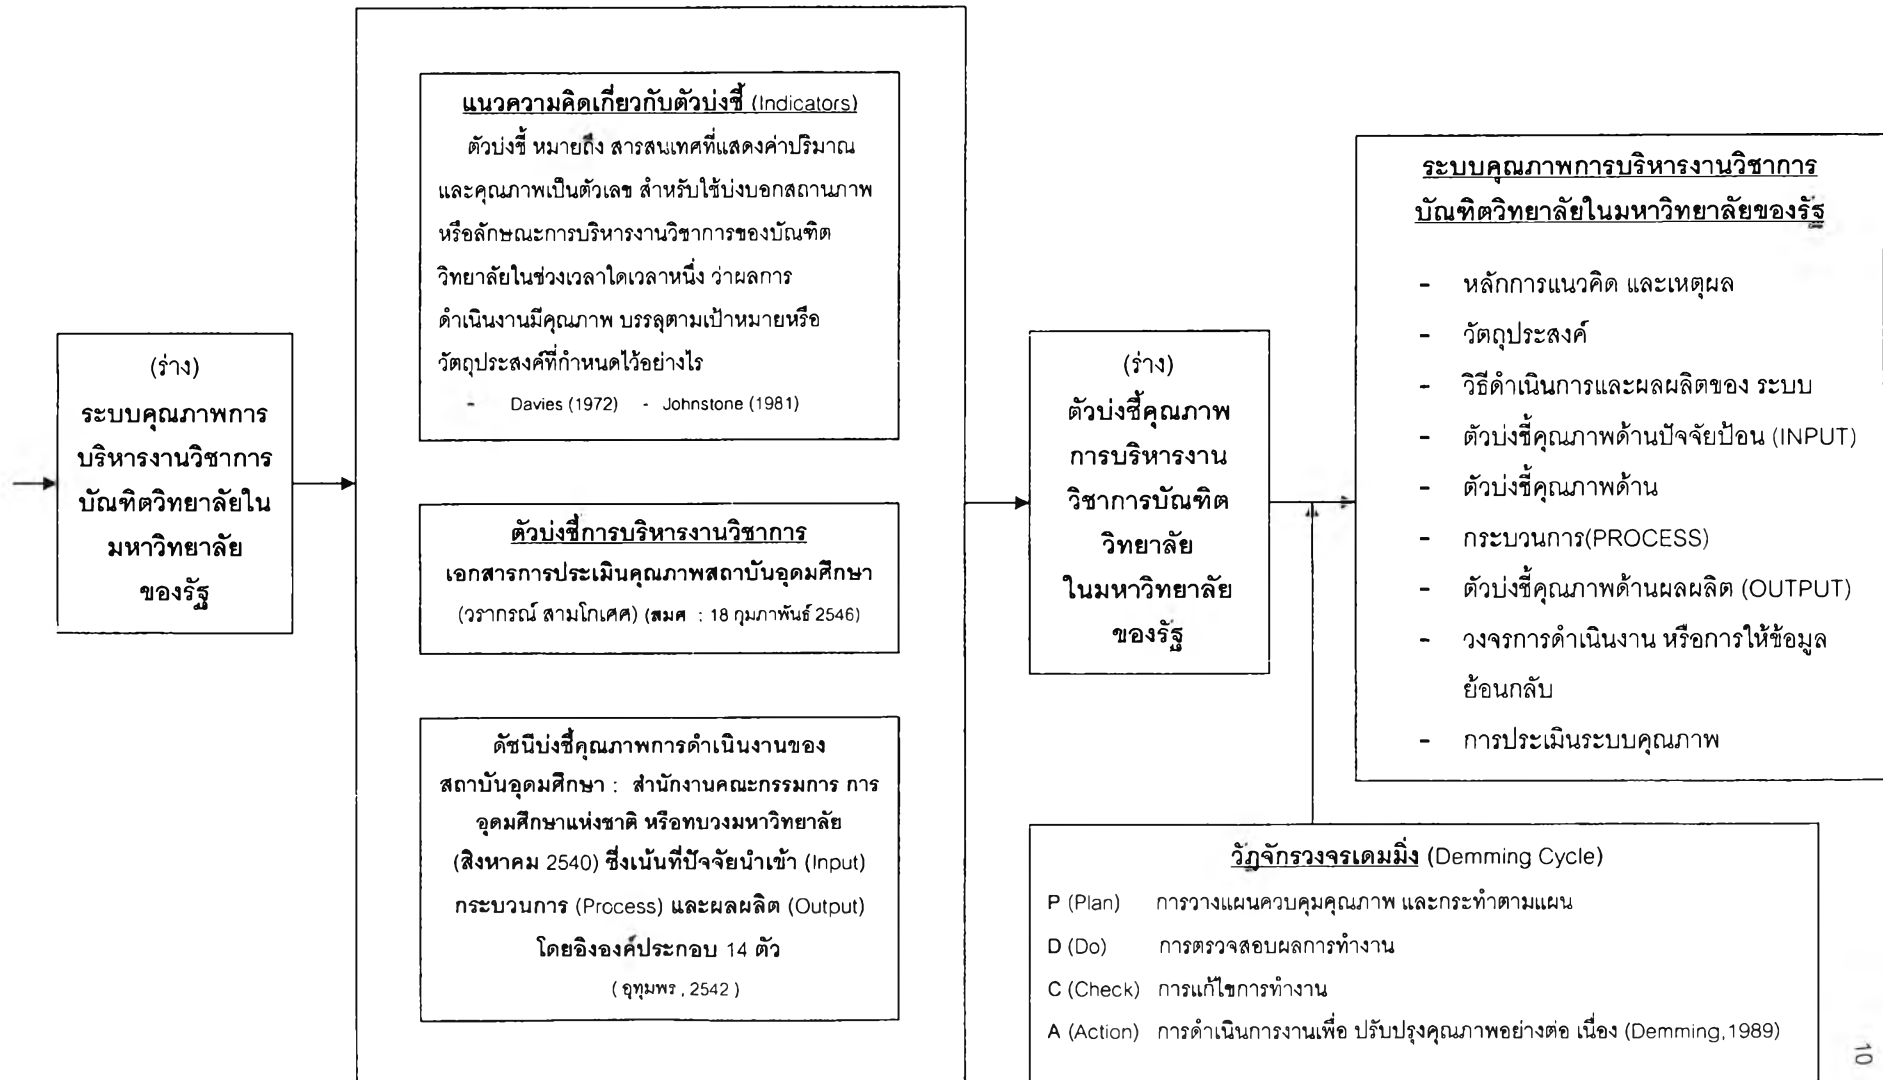 (ร่าง)
ระบบคุณภาพการ
บริหารงานวิชาการ
บัณฑิตวิทยาลัยใน
มหาวิทยาลัย
ของรัฐ
แนวความคิดเกี่ยวกับตัวบ่งชี้ (Indicators)
ตัวบ่งชี้ หมายถึง สารสนเทศที่แสดงค่าปริมาณ
และคุณภาพเป็นตัวเลข สำหรับใช้บ่งบอกสถานภาพ
หรือลักษณะการบริหารงานวิชาการของบัณฑิต
วิทยาลัยในช่วงเวลาใดเวลาหนึ่ง ว่าผลการ
ดำเนินงานมีคุณภาพ บรรลุตามเป้าหมายหรือ
วัตถุประสงค์ที่กำหนดไว้อย่างไร
- Davies (1972) - Johnstone (1981)
ตัวบ่งชี้การบริหารงานวิชาการ
เอกสารการประเมินคุณภาพสถาบันอุดมศึกษา
(วรากรณ์ สามโกเศศ) (สมศ : 18 กุมภาพันธ์ 2546)
ดัชนีบ่งชี้คุณภาพการดำเนินงานของ
สถาบันอุดมศึกษา : สำนักงานคณะกรรมการ การ
อุดมศึกษาแห่งชาติ หรือทบวงมหาวิทยาลัย
(สิงหาคม 2540) ซึ่งเน้นที่ปัจจัยนำเข้า (Input)
กระบวนการ (Process) และผลผลิต (Output)
โดยอิงองค์ประกอบ 14 ตัว
( อุทุมพร , 2542 )
(ร่าง)
ตัวบ่งชี้คุณภาพ
การบริหารงาน
วิชาการบัณฑิต
วิทยาลัย
ในมหาวิทยาลัย
ของรัฐ
ระบบคุณภาพการบริหารงานวิชาการ
บัณฑิตวิทยาลัยในมหาวิทยาลัยของรัฐ
- หลักการแนวคิด และเหตุผล
- วัตถุประสงค์
- วิธีดำเนินการและผลผลิตของ ระบบ
- ตัวบ่งชี้คุณภาพด้านปัจจัยป้อน (INPUT)
- ตัวบ่งชี้คุณภาพด้าน
- กระบวนการ(PROCESS)
- ตัวบ่งชี้คุณภาพด้านผลผลิต (OUTPUT)
- วงจรการดำเนินงาน หรือการให้ข้อมูล
ย้อนกลับ
- การประเมินระบบคุณภาพ
วัฏจักรวงจรเดมมิ่ง (Demming Cycle)
P (Plan) การวางแผนควบคุมคุณภาพ และกระทำตามแผน
D (Do) การตรวจสอบผลการทำงาน
C (Check) การแก้ไขการทำงาน
A (Action) การดำเนินการงานเพื่อ ปรับปรุงคุณภาพอย่างต่อ เนื่อง (Demming,1989)
10